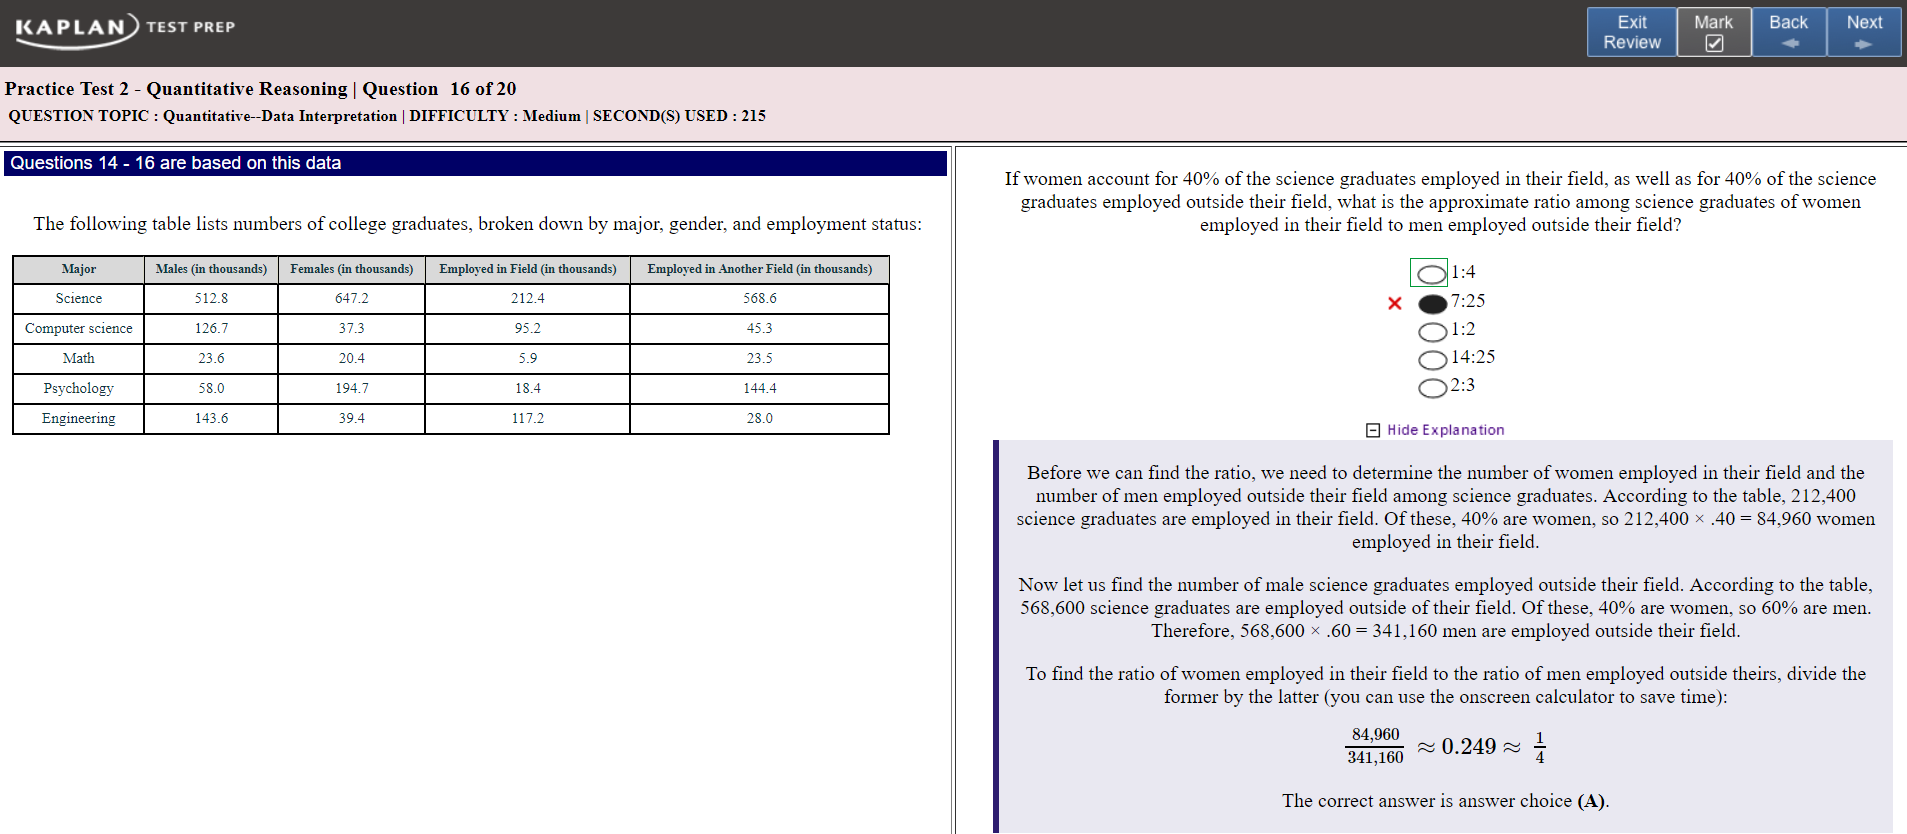 KAPLAN TEST PREP
Exit Review
Mark
Back
Next
Practice Test 2 - Quantitative Reasoning | Question 16 of 20
QUESTION TOPIC : Quantitative--Data Interpretation | DIFFICULTY : Medium | SECOND(S) USED : 215
Questions 14 - 16 are based on this data
The following table lists numbers of college graduates, broken down by major, gender, and employment status:
Major Males (in thousands) Females (in thousands) Employed in Field (in thousands) Employed in Another Field (in thousands)
Science 512.8 647.2 212.4 568.6
Computer science 126.7 37.3 95.2 45.3
Math 23.6 20.4 5.9 23.5
Psychology 58.0 194.7 18.4 144.4
Engineering 143.6 39.4 117.2 28.0
If women account for 40% of the science graduates employed in their field, as well as for 40% of the science
graduates employed outside their field, what is the approximate ratio among science graduates of women
employed in their field to men employed outside their field?
1:4
7:25
1:2
14:25
2:3
Hide Explanation
Before we can find the ratio, we need to determine the number of women employed in their field and the
number of men employed outside their field among science graduates. According to the table, 212,400
science graduates are employed in their field. Of these, 40% are women, so 212,400 × .40 = 84,960 women
employed in their field.
Now let us find the number of male science graduates employed outside their field. According to the table,
568,600 science graduates are employed outside of their field. Of these, 40% are women, so 60% are men.
Therefore, 568,600 × .60 = 341,160 men are employed outside their field.
To find the ratio of women employed in their field to the ratio of men employed outside theirs, divide the
former by the latter (you can use the onscreen calculator to save time):
84,960/341,160 ≈ 0.249 ≈ 1/4
The correct answer is answer choice (A).